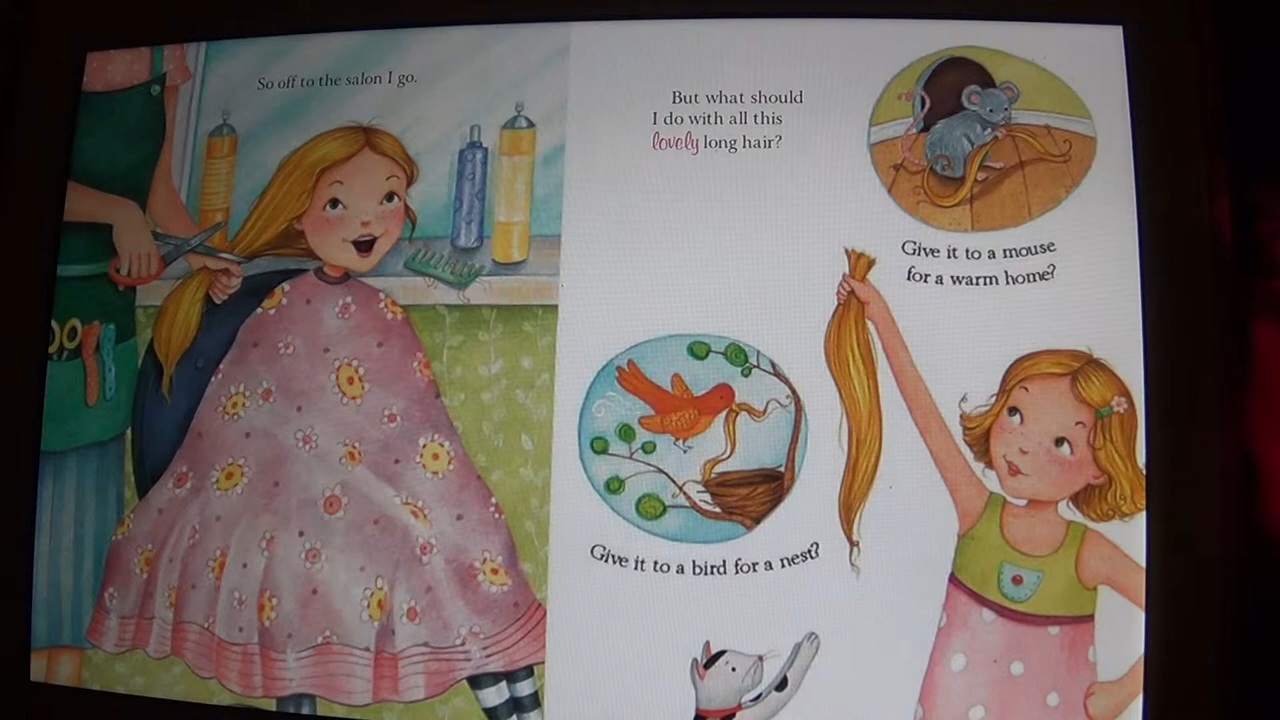 So off to the salon I go.
But what should
I do with all this
lovely long hair?
Give it to a mouse
for a warm home?
Give it to a bird for a nest?